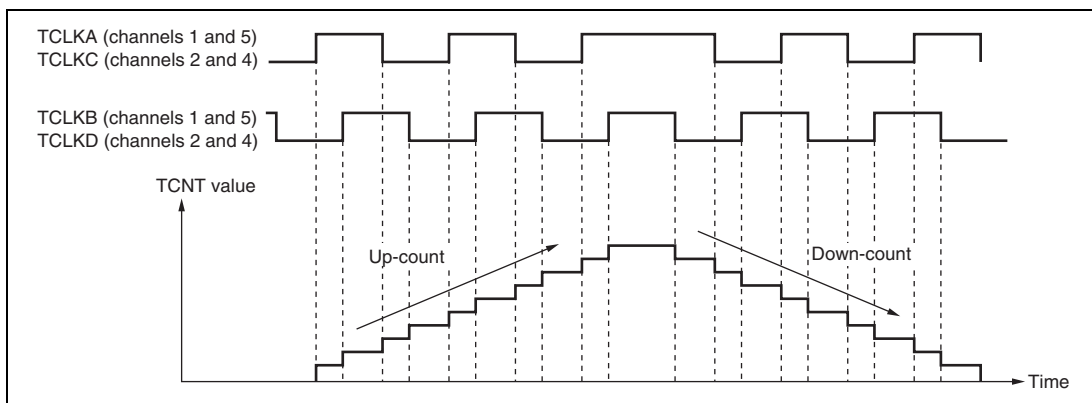 TCLKA (channels 1 and 5)
TCLKC (channels 2 and 4)
TCLKB (channels 1 and 5)
TCLKD (channels 2 and 4)
TCNT value
Up-count
Down-count
Time